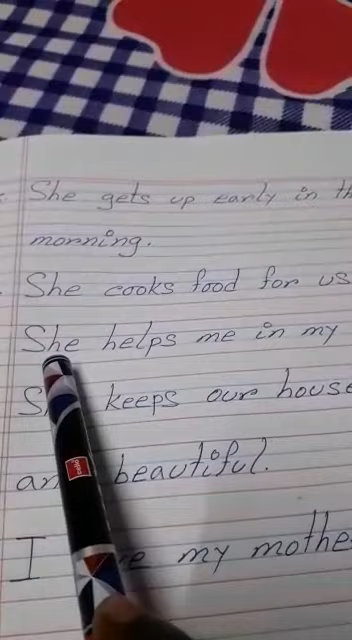 She gets up early in th
morning.
She cooks food for us
She helps me in my
keeps our house
beautiful.
I my mothe